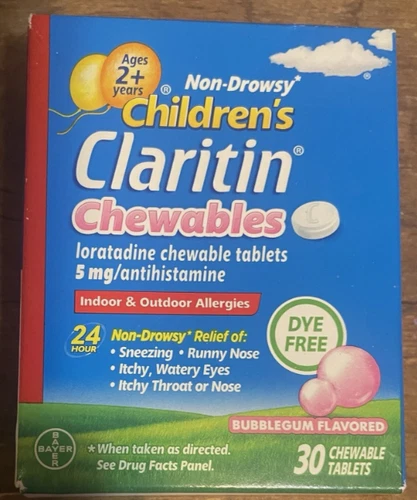 Ages
2+
years
Non-Drowsy*
Children's
Claritin®
Chewables
loratadine chewable tablets
5 mg/antihistamine
Indoor & Outdoor Allergies
24
HOUR
Non-Drowsy* Relief of:
• Sneezing • Runny Nose
• Itchy, Watery Eyes
• Itchy Throat or Nose
DYE
FREE
BUBBLEGUM FLAVORED
30 CHEWABLE
TABLETS
BAYER
BAYER
*When taken as directed.
See Drug Facts Panel.